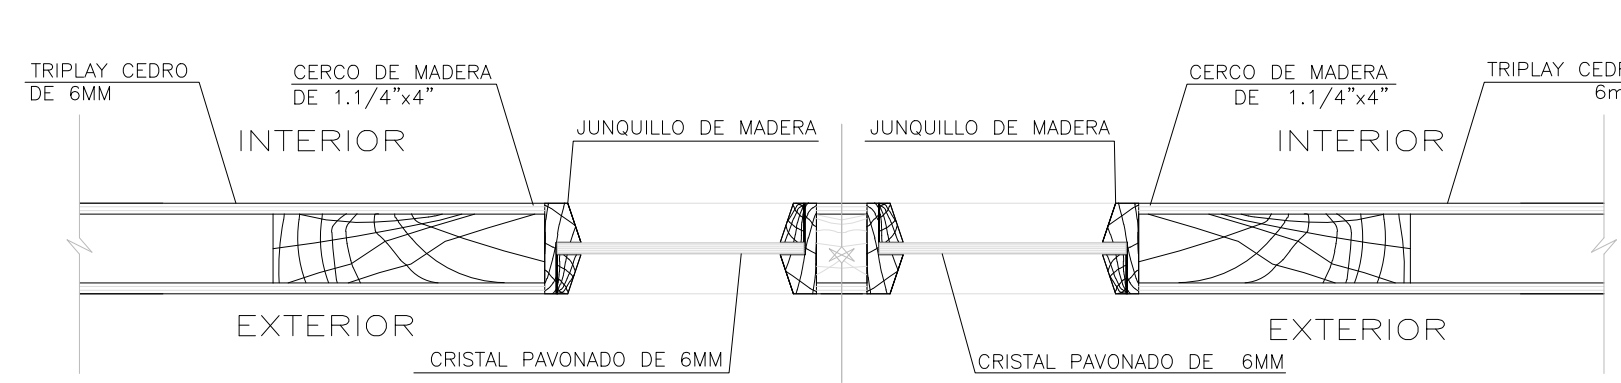 TRIPLAY CEDRO
DE 6MM
CERCO DE MADERA
DE 1.1/4"x4"
INTERIOR
JUNQUILLO DE MADERA
JUNQUILLO DE MADERA
CERCO DE MADERA
DE 1.1/4"x4"
INTERIOR
TRIPLAY
EXTERIOR
CRISTAL PAVONADO DE 6MM
CRISTAL PAVONADO DE 6MM
EXTERIOR